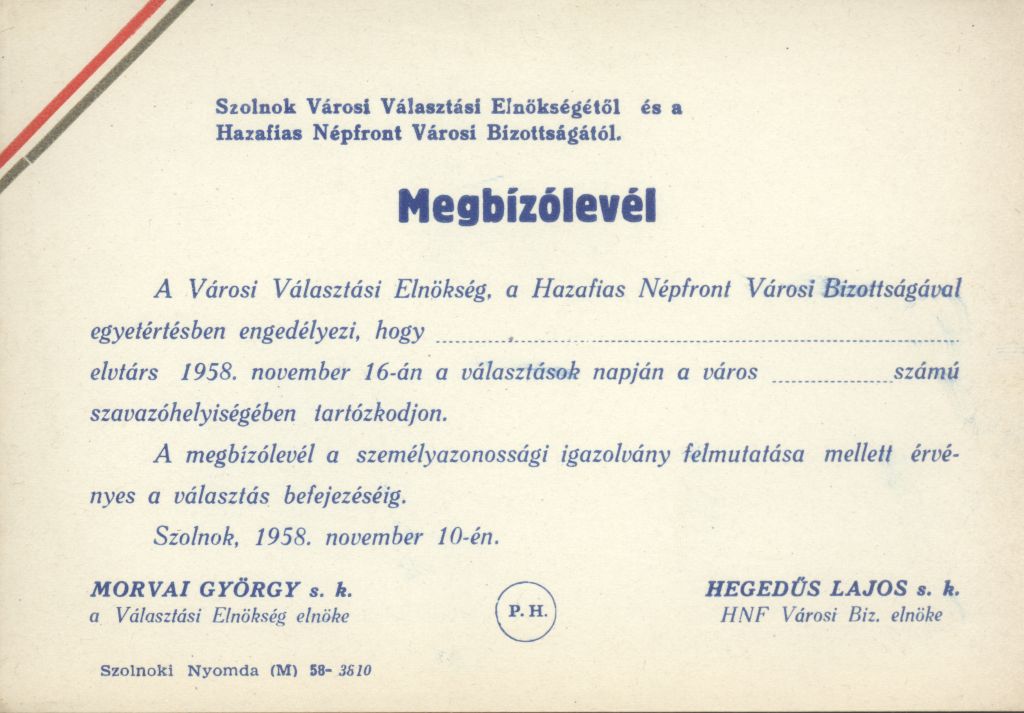 Szolnok Városi Választási Elnökségétől és a
Hazafias Népfront Városi Bizottságától.
Megbízólevél
A Városi Választási Elnökség, a Hazafias Népfront Városi Bizottságával
egyetértésben engedélyezi, hogy
elvtárs 1958. november 16-án a választások napján a város számú
szavazóhelyiségében tartózkodjon.
A megbízólevél a személyazonossági igazolvány felmutatása mellett érvé-
nyes a választás befejezéséig.
Szolnok, 1958. november 10-én.
MORVAI GYÖRGY s. k.
a Választási Elnökség elnöke
P. H.
HEGEDŰS LAJOS s. k.
HNF Városi Biz. elnöke
Szolnoki Nyomda (M) 58- 3810